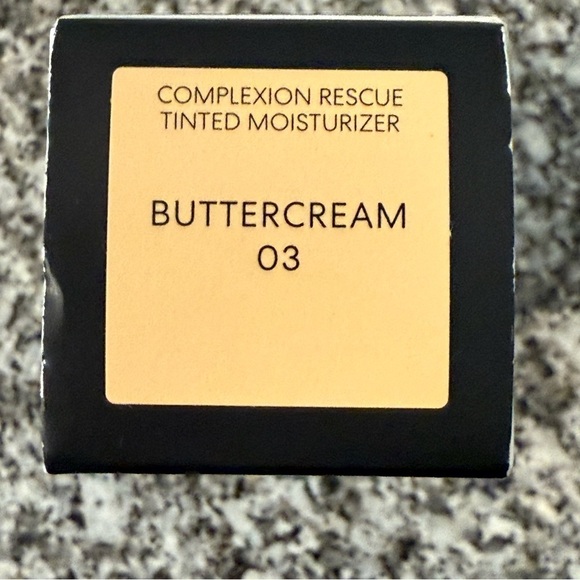 COMPLEXION RESCUE
TINTED MOISTURIZER
BUTTERCREAM
03